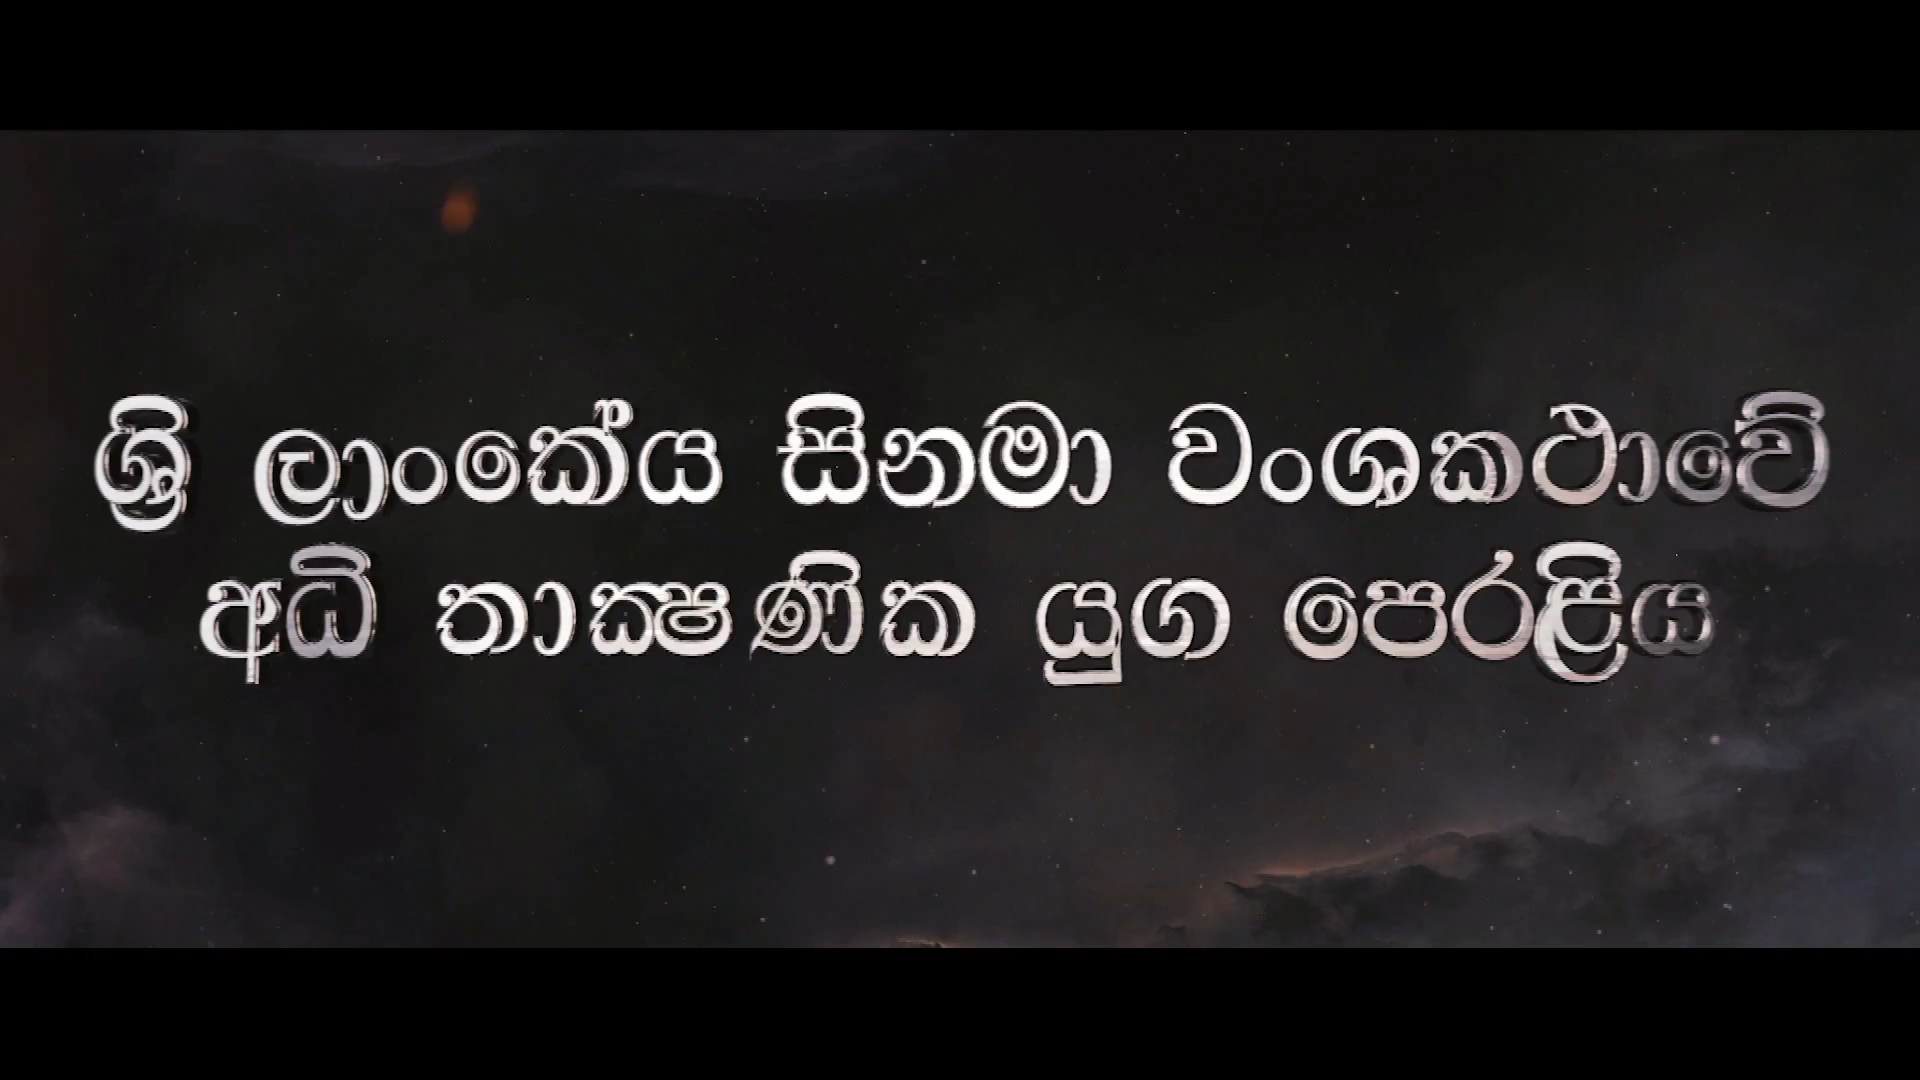 ශ්‍රී ලාංකේය සිනමා වංශකථාවේ
අධි තාක්ෂණික යුග පෙරළිය